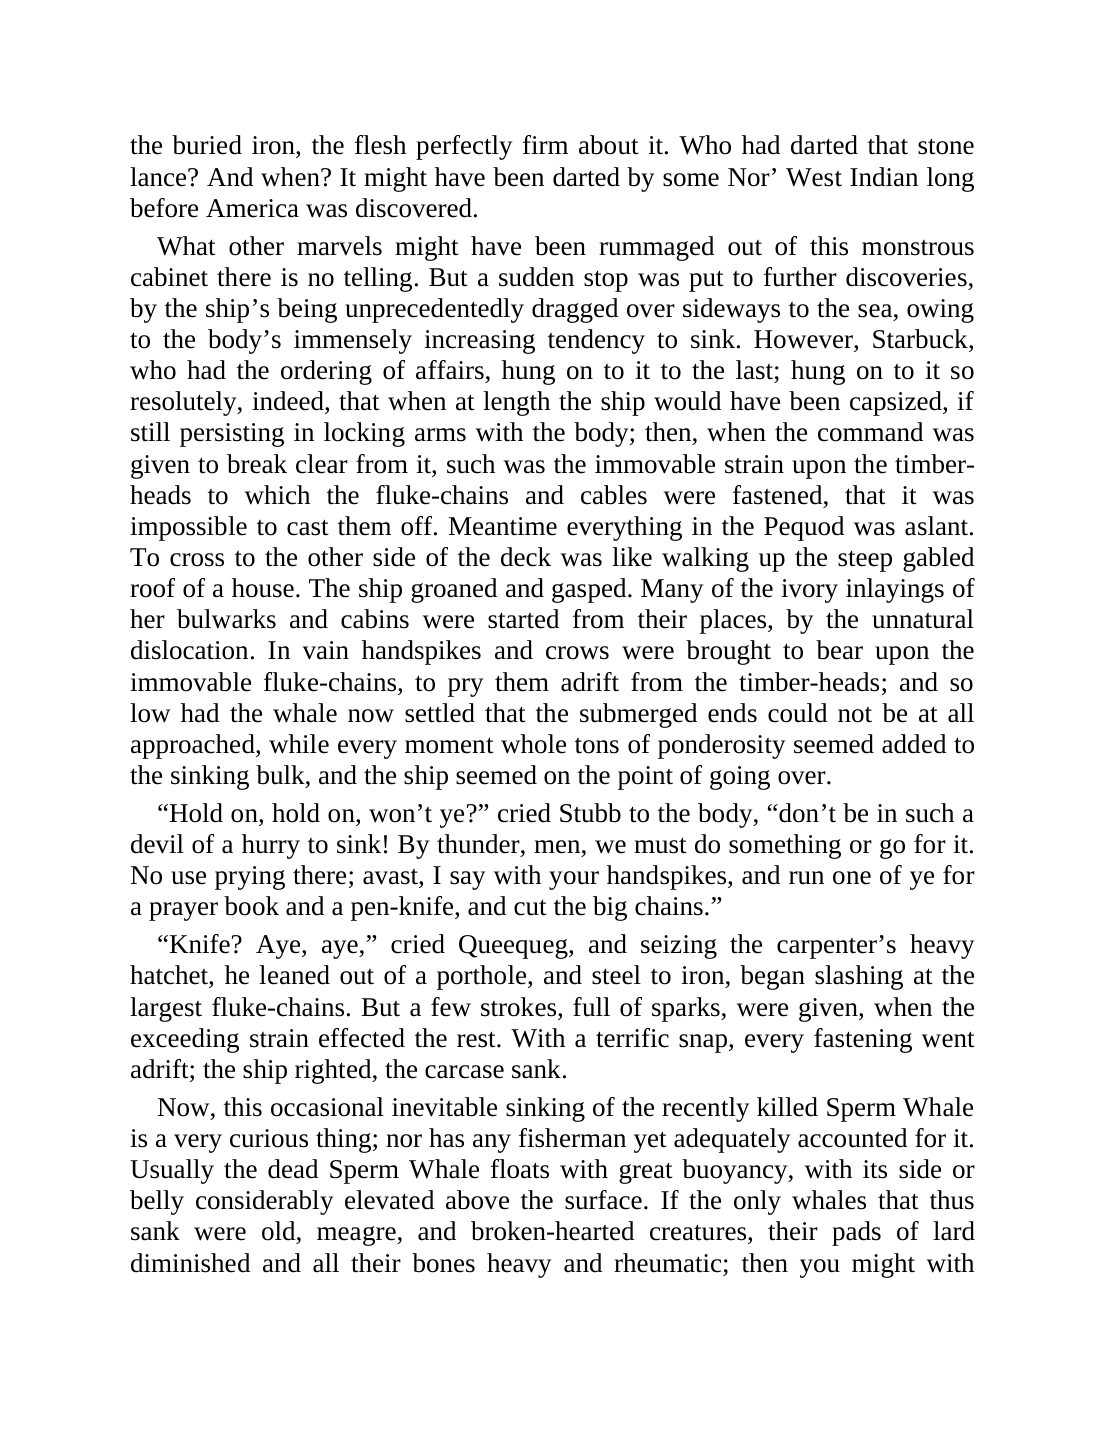 the buried iron, the flesh perfectly firm about it. Who had darted that stone
lance? And when? It might have been darted by some Nor’ West Indian long
before America was discovered.
What other marvels might have been rummaged out of this monstrous
cabinet there is no telling. But a sudden stop was put to further discoveries,
by the ship’s being unprecedentedly dragged over sideways to the sea, owing
to the body’s immensely increasing tendency to sink. However, Starbuck,
who had the ordering of affairs, hung on to it to the last; hung on to it so
resolutely, indeed, that when at length the ship would have been capsized, if
still persisting in locking arms with the body; then, when the command was
given to break clear from it, such was the immovable strain upon the timber-
heads to which the fluke-chains and cables were fastened, that it was
impossible to cast them off. Meantime everything in the Pequod was aslant.
To cross to the other side of the deck was like walking up the steep gabled
roof of a house. The ship groaned and gasped. Many of the ivory inlayings of
her bulwarks and cabins were started from their places, by the unnatural
dislocation. In vain handspikes and crows were brought to bear upon the
immovable fluke-chains, to pry them adrift from the timber-heads; and so
low had the whale now settled that the submerged ends could not be at all
approached, while every moment whole tons of ponderosity seemed added to
the sinking bulk, and the ship seemed on the point of going over.
“Hold on, hold on, won’t ye?” cried Stubb to the body, “don’t be in such a
devil of a hurry to sink! By thunder, men, we must do something or go for it.
No use prying there; avast, I say with your handspikes, and run one of ye for
a prayer book and a pen-knife, and cut the big chains.”
“Knife? Aye, aye,” cried Queequeg, and seizing the carpenter’s heavy
hatchet, he leaned out of a porthole, and steel to iron, began slashing at the
largest fluke-chains. But a few strokes, full of sparks, were given, when the
exceeding strain effected the rest. With a terrific snap, every fastening went
adrift; the ship righted, the carcase sank.
Now, this occasional inevitable sinking of the recently killed Sperm Whale
is a very curious thing; nor has any fisherman yet adequately accounted for it.
Usually the dead Sperm Whale floats with great buoyancy, with its side or
belly considerably elevated above the surface. If the only whales that thus
sank were old, meagre, and broken-hearted creatures, their pads of lard
diminished and all their bones heavy and rheumatic; then you might with